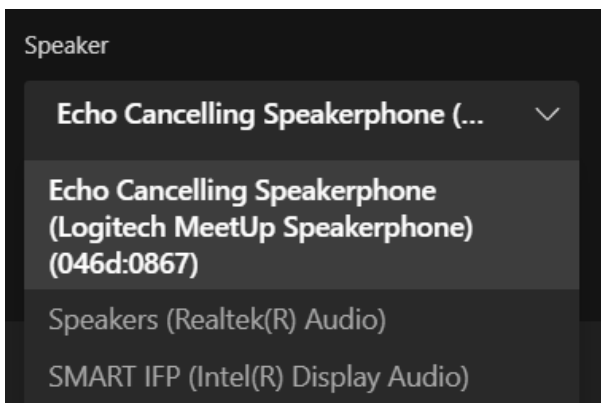 Speaker
Echo Cancelling Speakerphone (...
Echo Cancelling Speakerphone
(Logitech MeetUp Speakerphone)
(046d:0867)
Speakers (Realtek(R) Audio)
SMART IFP (Intel(R) Display Audio)